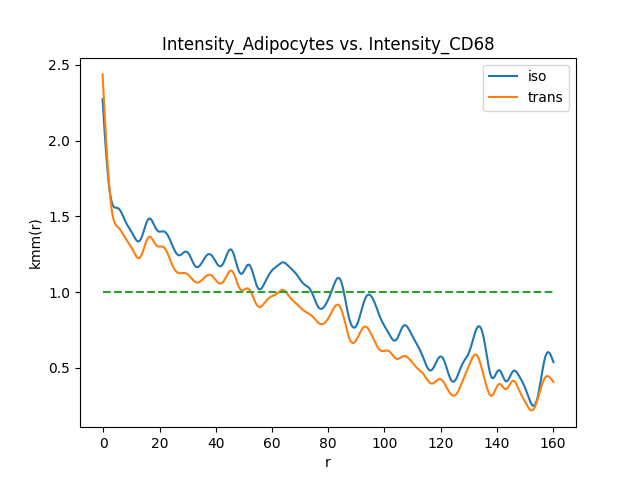 Intensity_Adipocytes vs. Intensity_CD68
iso
trans
kmm(r)
2.5
2.0
1.5
1.0
0.5
0 20 40 60 80 100 120 140 160
r